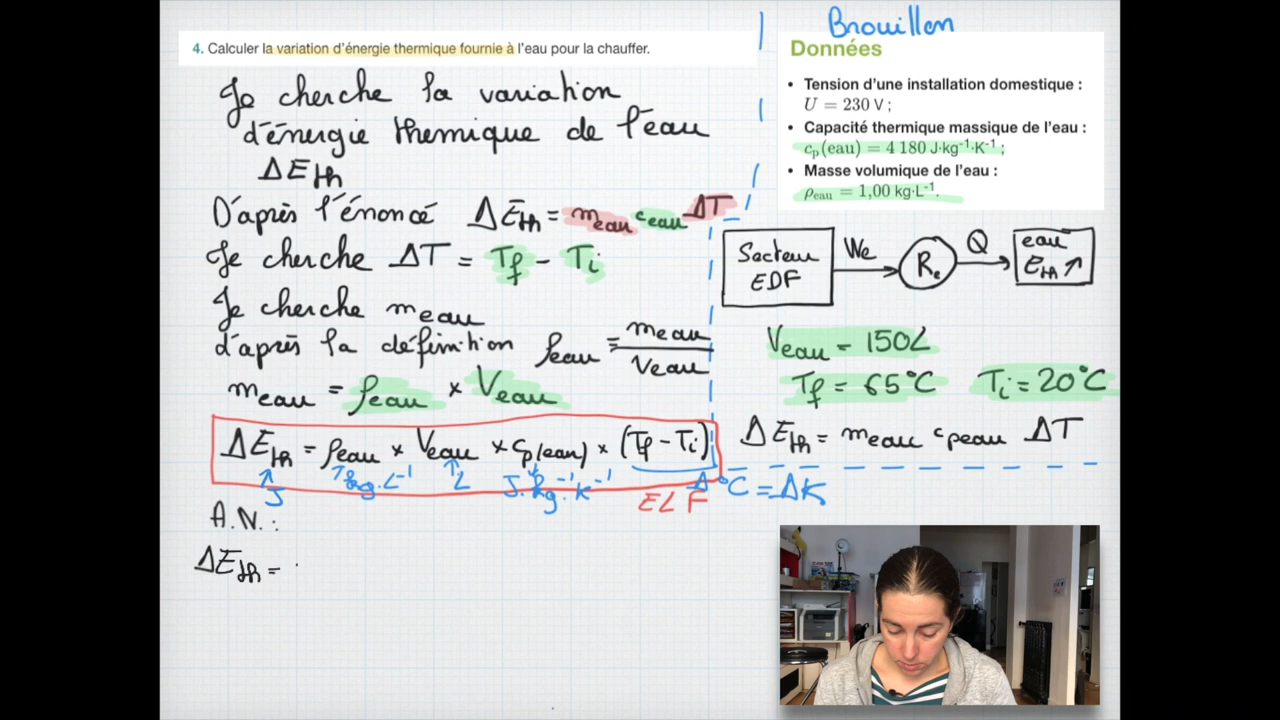 Brouillon
4. Calculer la variation d'énergie thermique fournie à l'eau pour la chauffer.
Je cherche la variation
d'énergie themique de l'eau
ΔEth
D'après l'énoncé ΔEth = meau ceau ΔT
Je cherche ΔT = Tf - Ti
Je cherche meau
d'après la définition ρeau = meau / Veau
meau = ρeau × Veau
ΔEth = ρeau × Veau × cp(eau) × (Tf - Ti)
J kg.L⁻¹ L J.kg⁻¹.K⁻¹ Δ°C = ΔK
ELF
A.N. :
ΔEth =
Données
• Tension d'une installation domestique :
U = 230 V ;
• Capacité thermique massique de l'eau :
cp(eau) = 4 180 J·kg⁻¹·K⁻¹ ;
• Masse volumique de l'eau :
ρeau = 1,00 kg·L⁻¹.
Secteur EDF We Re Q eau Eth ↗
Veau = 150L
Tf = 65°C Ti = 20°C
ΔEth = meau cpeau ΔT